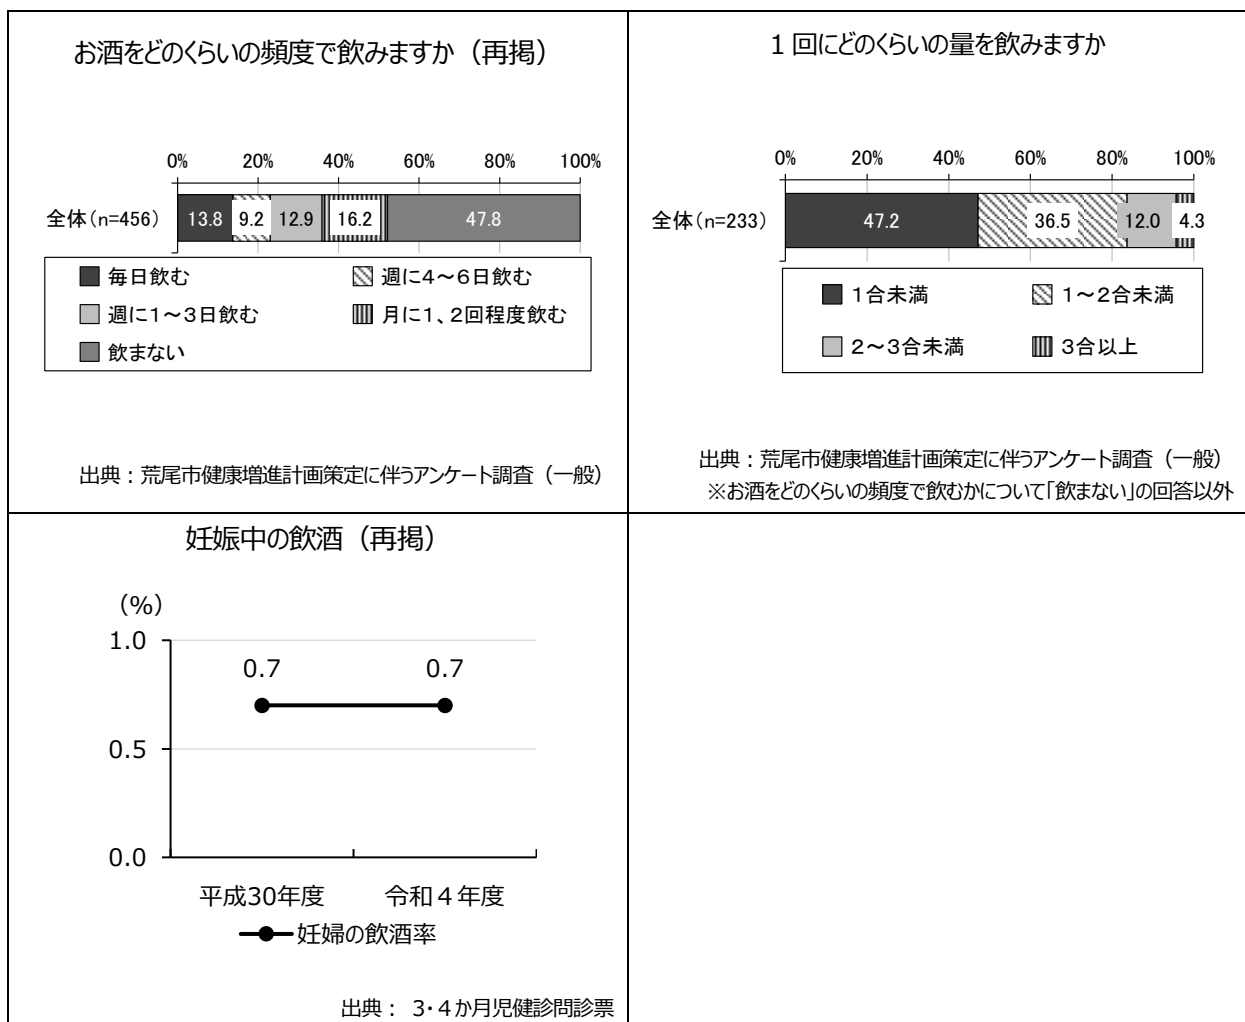 お酒をどのくらいの頻度で飲みますか（再掲）
0% 20% 40% 60% 80% 100%
全体（n=456） 13.8 9.2 12.9 16.2 47.8
毎日飲む 週に4～6日飲む
週に1～3日飲む 月に1、2回程度飲む
飲まない
出典：荒尾市健康増進計画策定に伴うアンケート調査（一般）
1回にどのくらいの量を飲みますか
0% 20% 40% 60% 80% 100%
全体（n=233） 47.2 36.5 12.0 4.3
1合未満 1～2合未満
2～3合未満 3合以上
出典：荒尾市健康増進計画策定に伴うアンケート調査（一般）
※お酒をどのくらいの頻度で飲むかについて「飲まない」の回答以外
妊娠中の飲酒（再掲）
（%）
1.0
0.7 0.7
0.5
0.0
平成30年度 令和４年度
妊婦の飲酒率
出典： 3・４か月児健診問診票